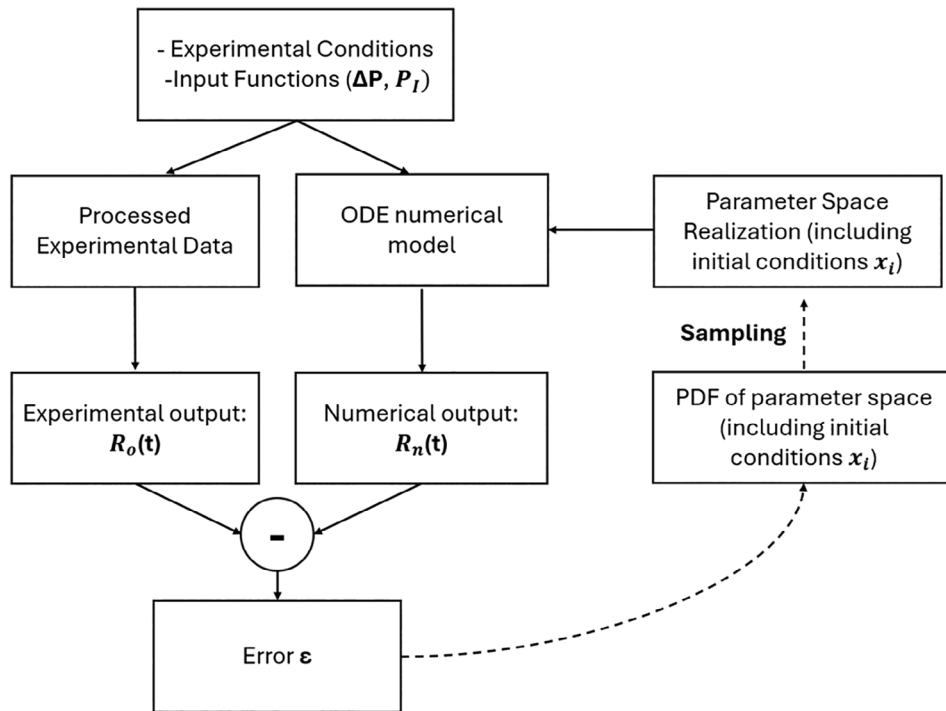 - Experimental Conditions
-Input Functions (ΔP, P_I)
Processed
Experimental Data
ODE numerical
model
Parameter Space
Realization (including
initial conditions x_i)
Sampling
Experimental output:
R_o(t)
Numerical output:
R_n(t)
PDF of parameter space
(including initial
conditions x_i)
-
Error ε